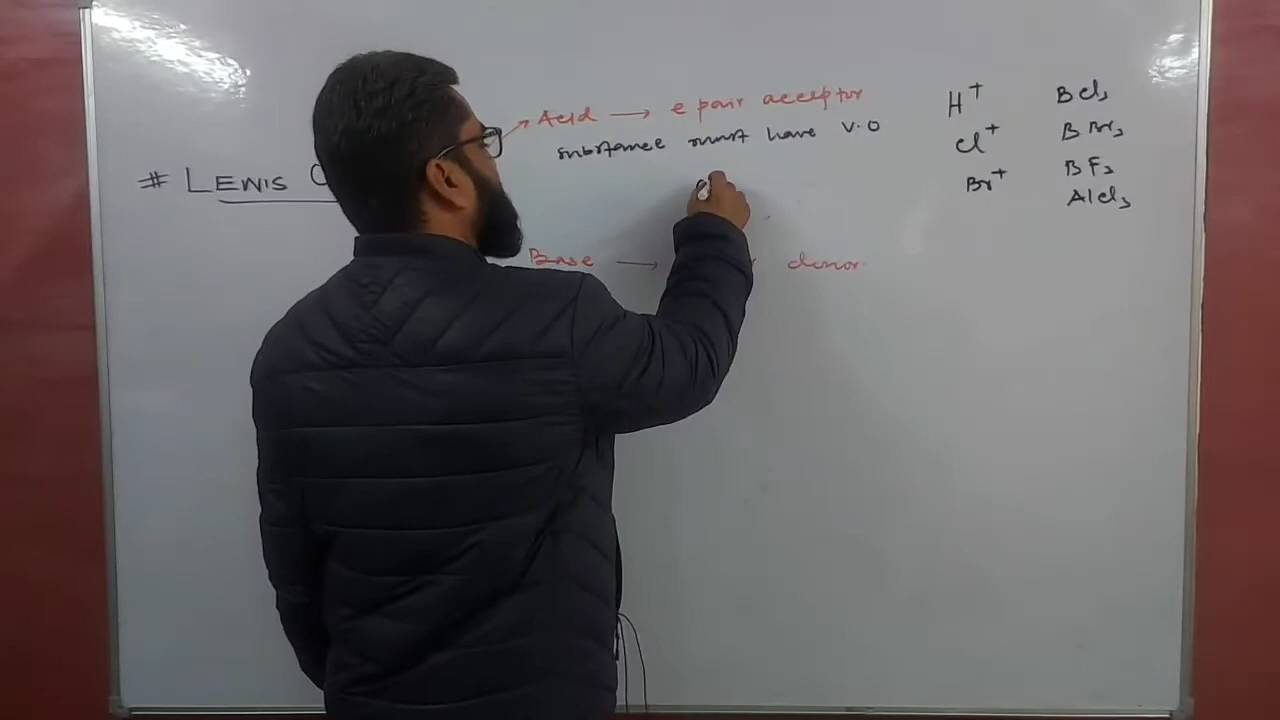 Acid → e pair acceptor
substance must have V.O
# LEWIS
Base → donor
H⁺
Cl⁺
Br⁺
BCl₃
BBr₃
BF₃
AlCl₃